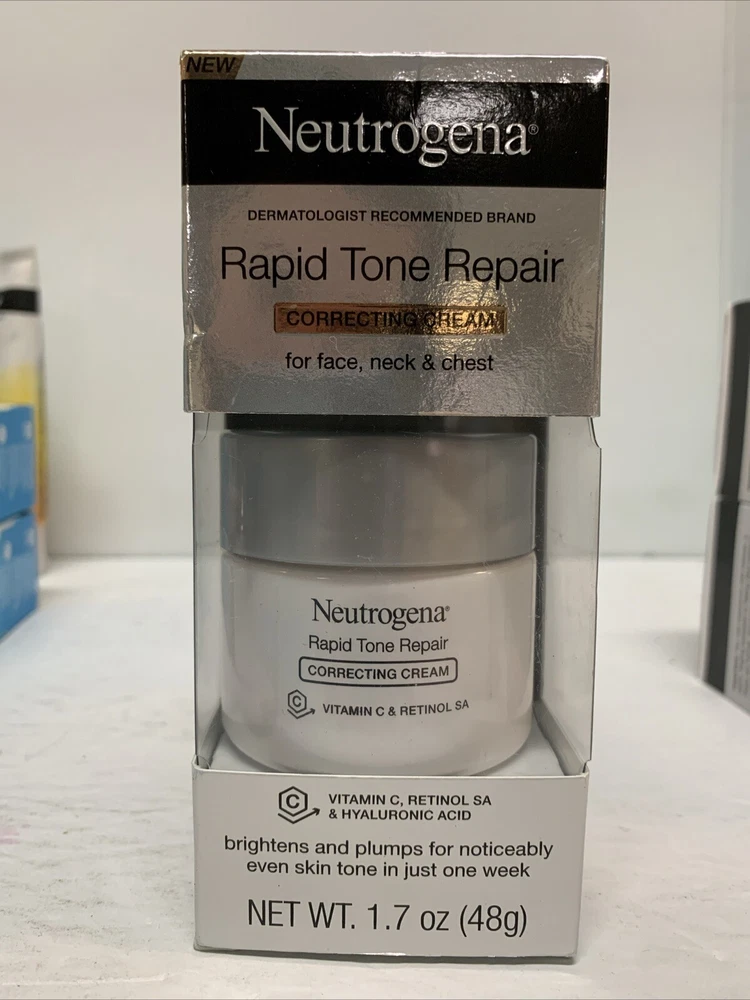 NEW
Neutrogena®
DERMATOLOGIST RECOMMENDED BRAND
Rapid Tone Repair
CORRECTING CREAM
for face, neck & chest
Neutrogena®
Rapid Tone Repair
CORRECTING CREAM
C VITAMIN C & RETINOL SA
C VITAMIN C, RETINOL SA
& HYALURONIC ACID
brightens and plumps for noticeably
even skin tone in just one week
NET WT. 1.7 oz (48g)